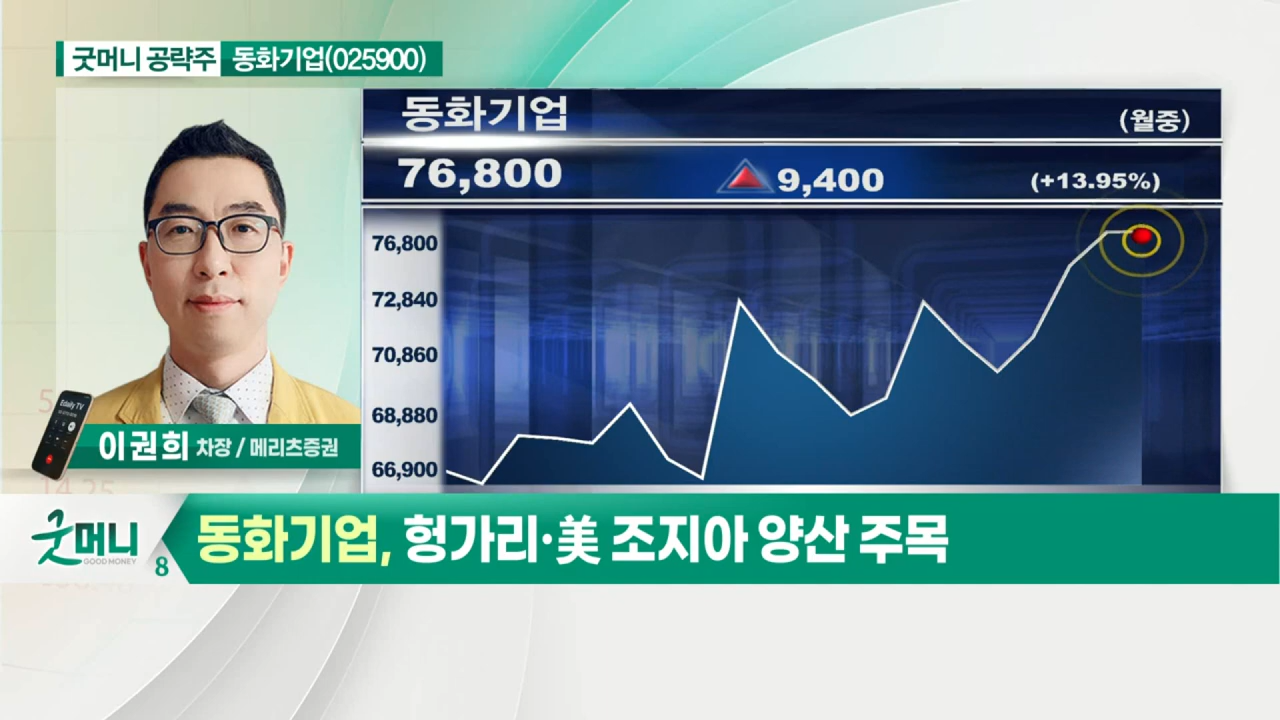 굿머니 공략주 동화기업(025900)
동화기업 (월중)
76,800 9,400 (+13.95%)
76,800
72,840
70,860
68,880
66,900
Edaily TV
이권희 차장 / 메리츠증권
굿머니
GOOD MONEY
8
동화기업, 헝가리·美 조지아 양산 주목